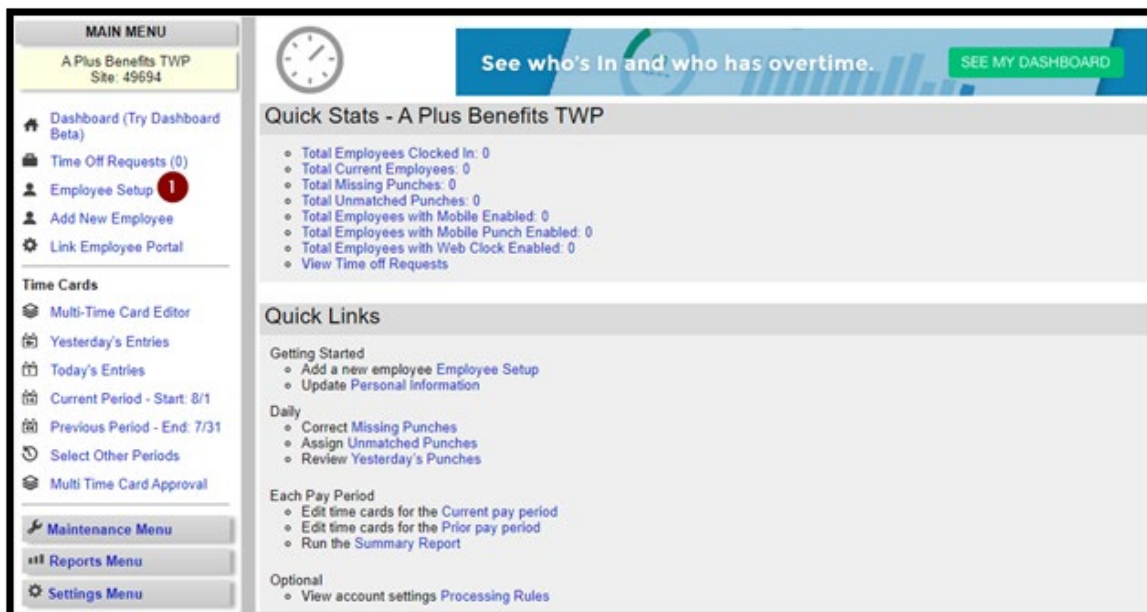 MAIN MENU
A Plus Benefits TWP
Site: 49694
Dashboard (Try Dashboard
Beta)
Time Off Requests (0)
Employee Setup 1
Add New Employee
Link Employee Portal
Time Cards
Multi-Time Card Editor
Yesterday's Entries
Today's Entries
Current Period - Start: 8/1
Previous Period - End: 7/31
Select Other Periods
Multi Time Card Approval
Maintenance Menu
Reports Menu
Settings Menu
See who's In and who has overtime.
SEE MY DASHBOARD
Quick Stats - A Plus Benefits TWP
Total Employees Clocked In: 0
Total Current Employees: 0
Total Missing Punches: 0
Total Unmatched Punches: 0
Total Employees with Mobile Enabled: 0
Total Employees with Mobile Punch Enabled: 0
Total Employees with Web Clock Enabled: 0
View Time off Requests
Quick Links
Getting Started
Add a new employee Employee Setup
Update Personal Information
Daily
Correct Missing Punches
Assign Unmatched Punches
Review Yesterday's Punches
Each Pay Period
Edit time cards for the Current pay period
Edit time cards for the Prior pay period
Run the Summary Report
Optional
View account settings Processing Rules